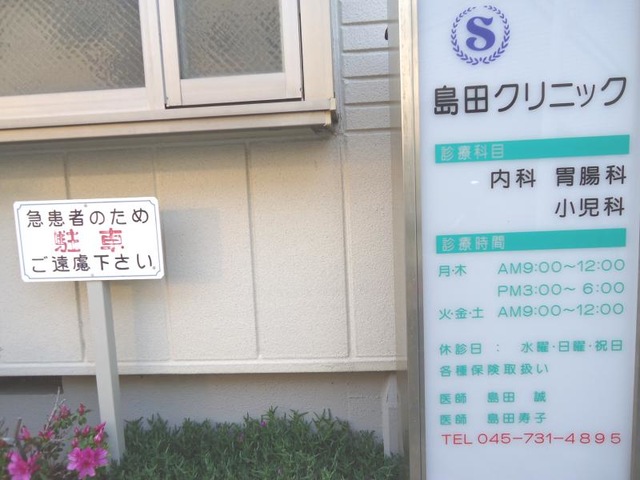 急患者のため
駐車
ご遠慮下さい。
S
島田クリニック
診療科目
内科 胃腸科
小児科
診療時間
月・木 AM9:00～12:00
PM3:00～ 6:00
火・金・土 AM9:00～12:00
休診日 : 水曜・日曜・祝日
各種保険取扱い
医師 島田 誠
医師 島田寿子
TEL 045-731-4895